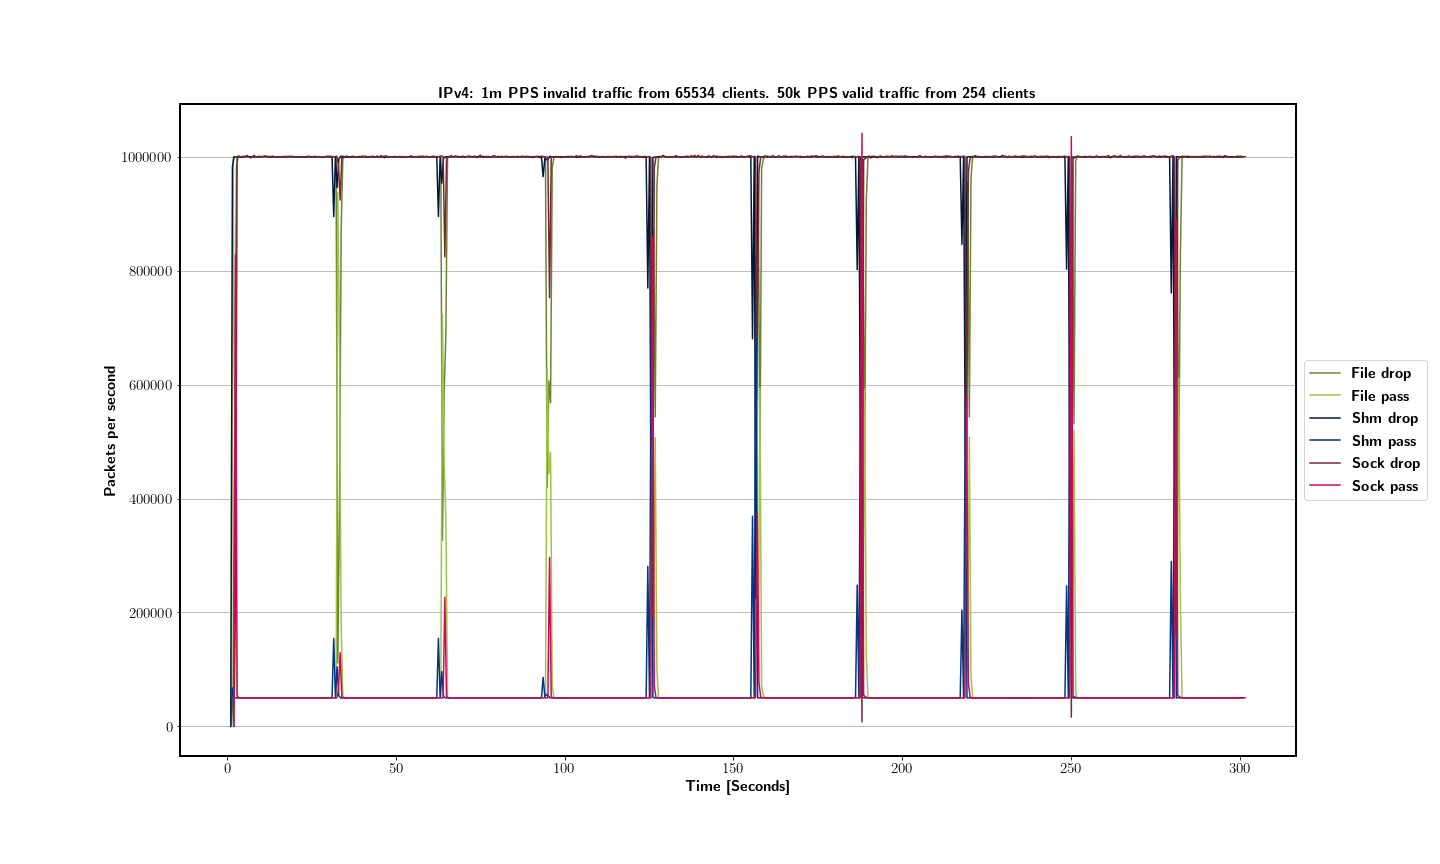 IPv4: 1m PPS invalid traffic from 65534 clients. 50k PPS valid traffic from 254 clients
1000000
800000
600000
400000
200000
0
Packets per second
0 50 100 150 200 250 300
Time [Seconds]
File drop
File pass
Shm drop
Shm pass
Sock drop
Sock pass